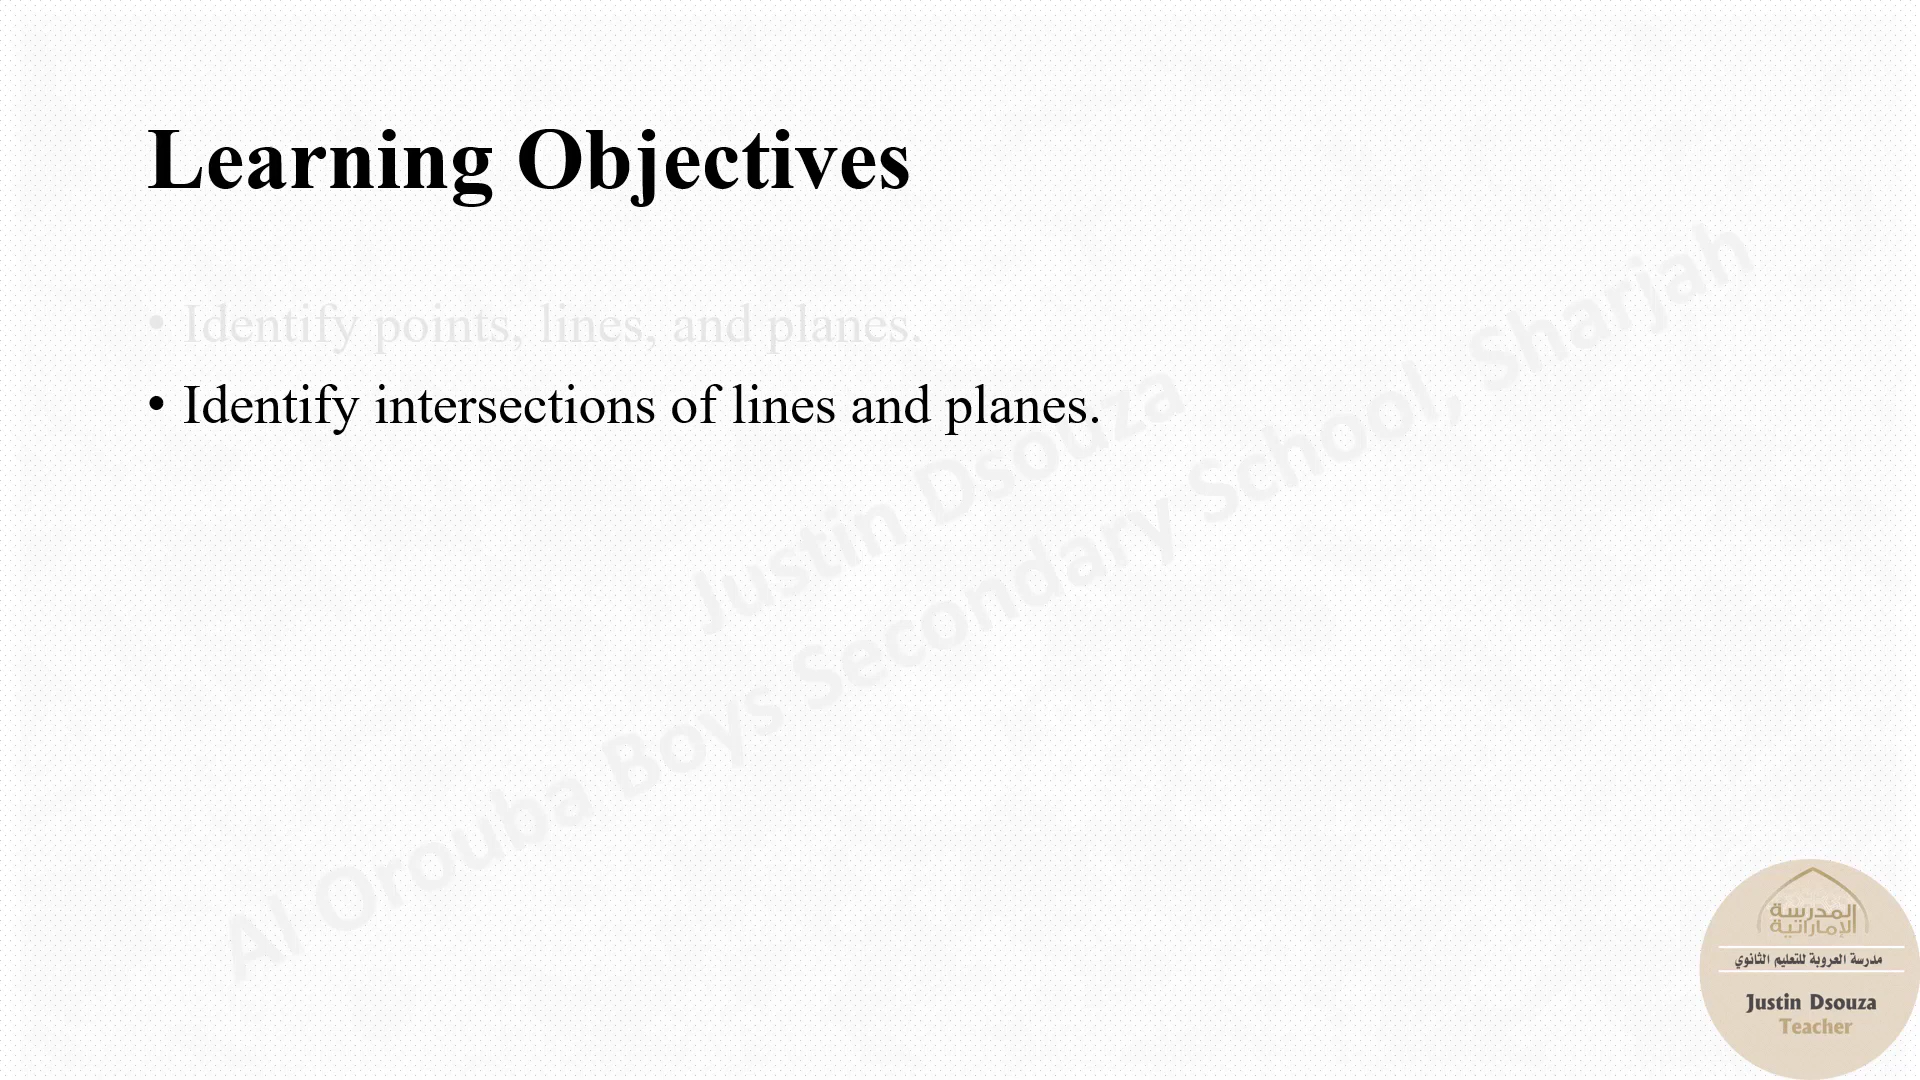 Learning Objectives
• Identify points, lines, and planes.
• Identify intersections of lines and planes.
Justin Dsouza
Al Orouba Boys Secondary School, Sharjah
المدرسة
الإماراتية
مدرسة العروبة للتعليم الثانوي
Justin Dsouza
Teacher